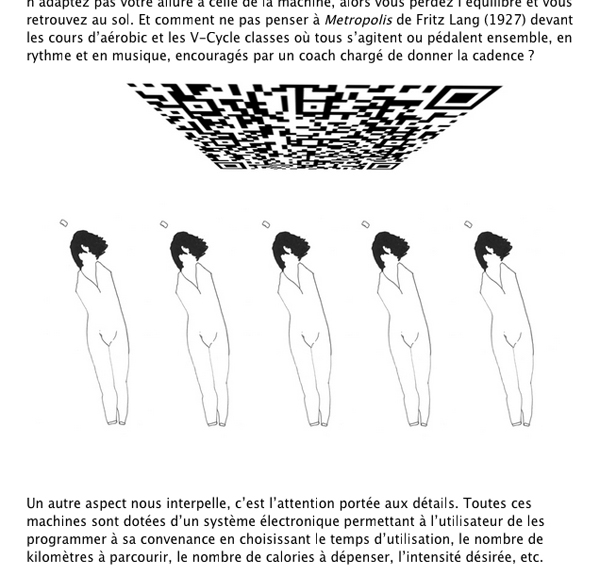 n'adaptez pas votre allure à celle de la machine, alors vous perdez l'équilibre et vous
retrouvez au sol. Et comment ne pas penser à Metropolis de Fritz Lang (1927) devant
les cours d'aérobic et les V-Cycle classes où tous s'agitent ou pédalent ensemble, en
rythme et en musique, encouragés par un coach chargé de donner la cadence ?
Un autre aspect nous interpelle, c'est l'attention portée aux détails. Toutes ces
machines sont dotées d'un système électronique permettant à l'utilisateur de les
programmer à sa convenance en choisissant le temps d'utilisation, le nombre de
kilomètres à parcourir, le nombre de calories à dépenser, l'intensité désirée, etc.